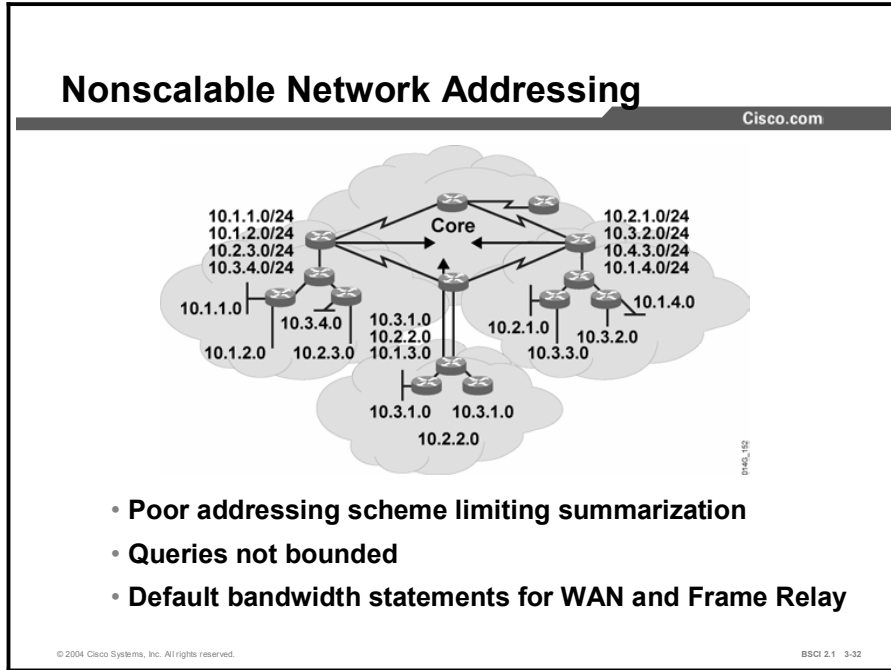 Nonscalable Network Addressing
Cisco.com
10.1.1.0/24
10.1.2.0/24
10.2.3.0/24
10.3.4.0/24
Core
10.2.1.0/24
10.3.2.0/24
10.4.3.0/24
10.1.4.0/24
10.1.1.0
10.3.4.0
10.1.2.0
10.2.3.0
10.3.1.0
10.2.2.0
10.1.3.0
10.2.1.0
10.3.3.0
10.3.2.0
10.1.4.0
10.3.1.0
10.3.1.0
10.2.2.0
014G_152
• Poor addressing scheme limiting summarization
• Queries not bounded
• Default bandwidth statements for WAN and Frame Relay
© 2004 Cisco Systems, Inc. All rights reserved.
BSCI 2.1 3-32